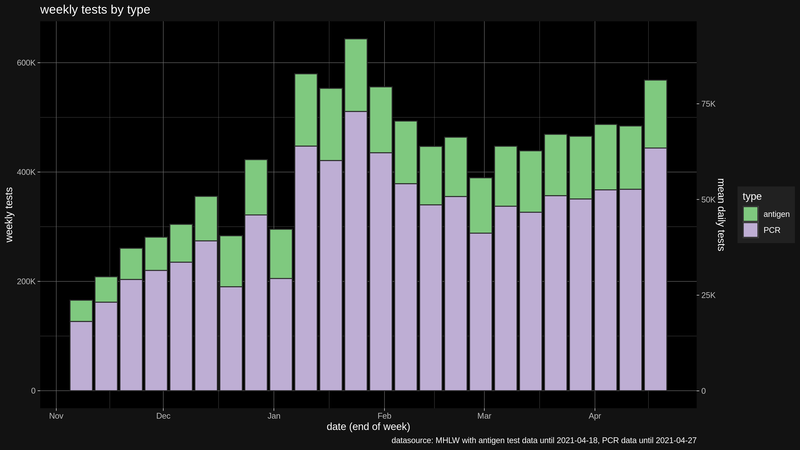 weekly tests by type
600K
400K
200K
0
weekly tests
75K
50K
25K
0
mean daily tests
type
antigen
PCR
Nov
Dec
Jan
Feb
Mar
Apr
date (end of week)
datasource: MHLW with antigen test data until 2021-04-18, PCR data until 2021-04-27